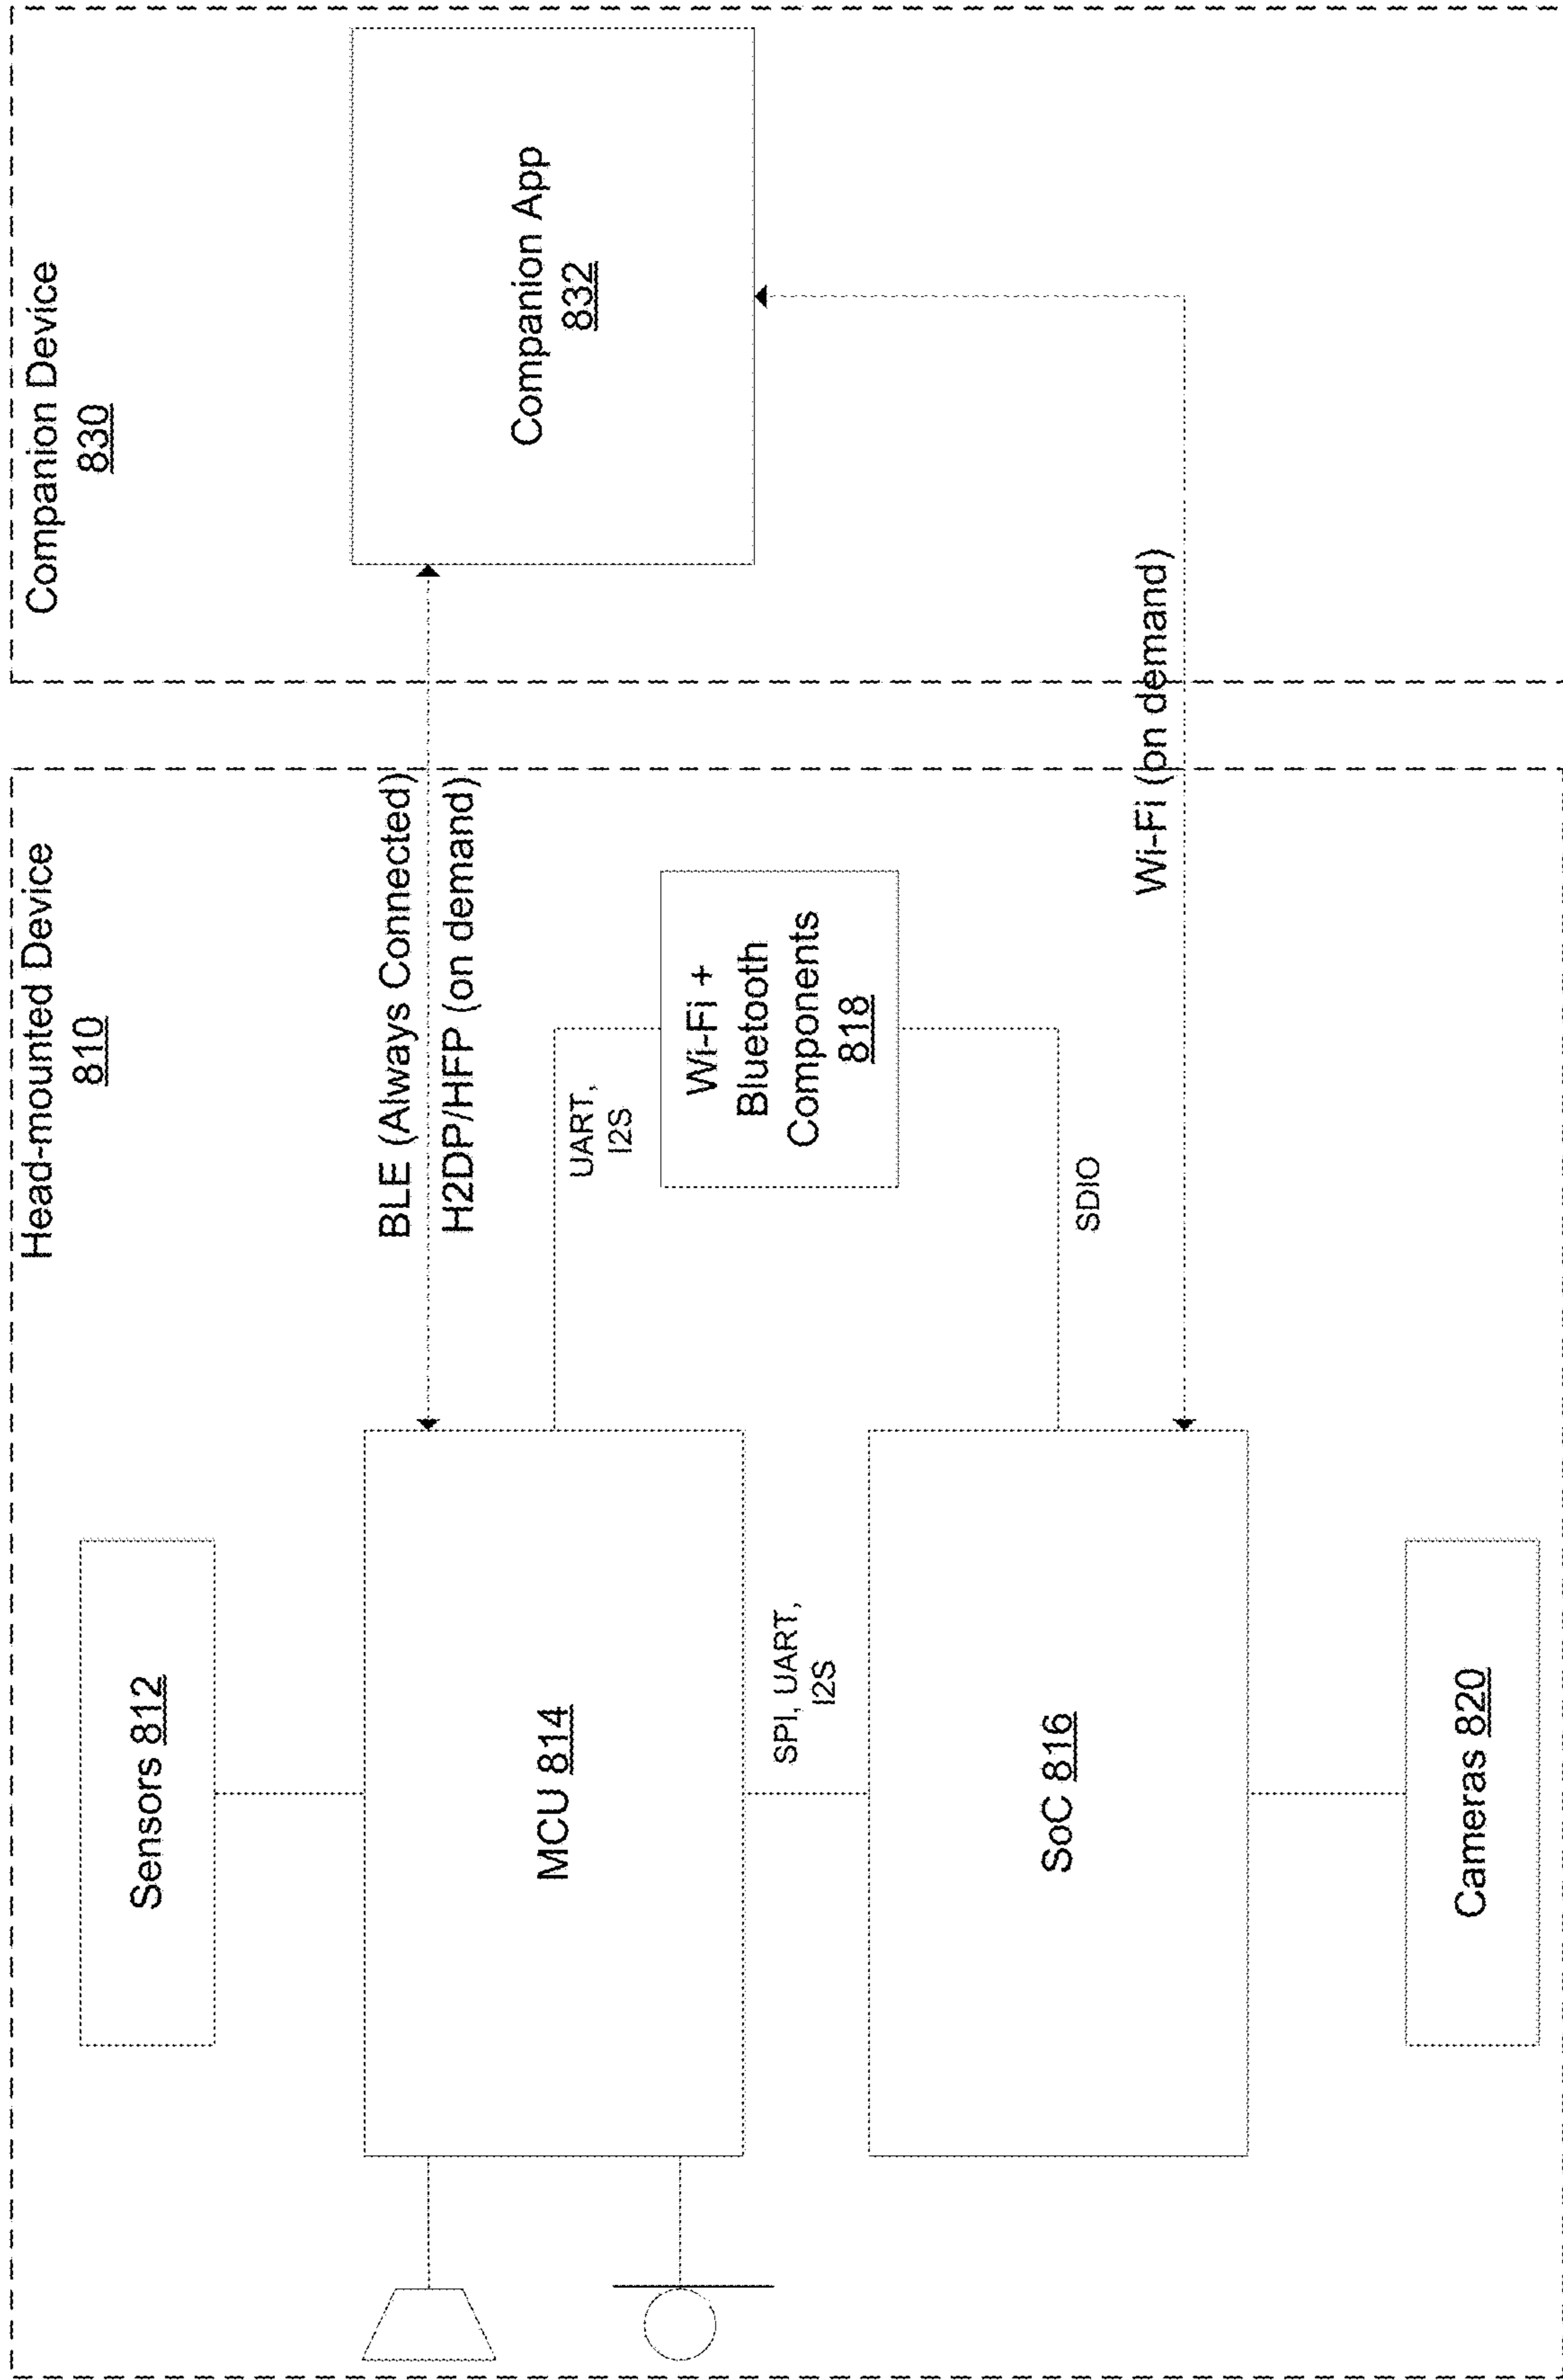 Head-mounted Device
810
Companion Device
830
Sensors 812
BLE (Always Connected)
H2DP/HFP (on demand)
MCU 814
UART,
I2S
Companion App
832
Wi-Fi +
Bluetooth
Components
818
SPI, UART,
I2S
SoC 816
SDIO
Wi-Fi (on demand)
Cameras 820